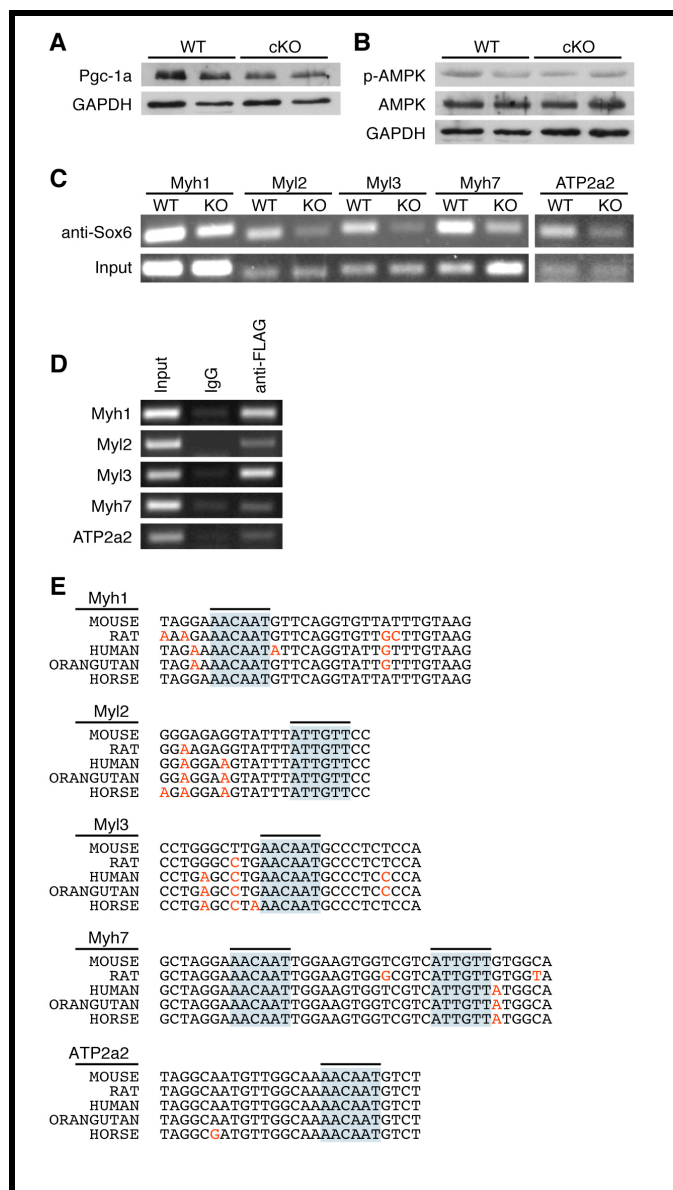 A
WT cKO
Pgc-1a
GAPDH
B
WT cKO
p-AMPK
AMPK
GAPDH
C
Myh1 Myl2 Myl3 Myh7 ATP2a2
WT KO WT KO WT KO WT KO WT KO
anti-Sox6
Input
D
Input IgG anti-FLAG
Myh1
Myl2
Myl3
Myh7
ATP2a2
E
Myh1
MOUSE TAGGAAACAATGTTCAGGTGTTATTTGTAAG
RAT AAAGAAACAATGTTCAGGTGTTGCTTGTAAG
HUMAN TAGAAAACAATATTCAGGTATTGTTTGTAAG
ORANGUTAN TAGAAAACAATGTTCAGGTATTGTTTGTAAG
HORSE TAGGAAACAATGTTCAGGTATTATTTGTAAG
Myl2
MOUSE GGGAGAGGTATTTATTGTTCC
RAT GGAAGAGGTATTTATTGTTCC
HUMAN GGAGGAAGTATTTATTGTTCC
ORANGUTAN GGAGGAAGTATTTATTGTTCC
HORSE AGAGGAAGTATTTATTGTTCC
Myl3
MOUSE CCTGGGCTTGAACAATGCCCTCTCCA
RAT CCTGGGCCTGAACAATGCCCTCTCCA
HUMAN CCTGAGCCTGAACAATGCCCTCCCCA
ORANGUTAN CCTGAGCCTGAACAATGCCCTCCCCA
HORSE CCTGAGCCTAAACAATGCCCTCTCCA
Myh7
MOUSE GCTAGGAAACAATTGGAAGTGGTCGTCATTGTTGTGGCA
RAT GCTAGGAAACAATTGGAAGTGGGCGTCATTGTTGTGGTA
HUMAN GCTAGGAAACAATTGGAAGTGGTCGTCATTGTTATGGCA
ORANGUTAN GCTAGGAAACAATTGGAAGTGGTCGTCATTGTTATGGCA
HORSE GCTAGGAAACAATTGGAAGTGGTCGTCATTGTTATGGCA
ATP2a2
MOUSE TAGGCAATGTTGGCAAAACAATGTCT
RAT TAGGCAATGTTGGCAAAACAATGTCT
HUMAN TAGGCAATGTTGGCAAAACAATGTCT
ORANGUTAN TAGGCAATGTTGGCAAAACAATGTCT
HORSE TAGGCGATGTTGGCAAAACAATGTCT